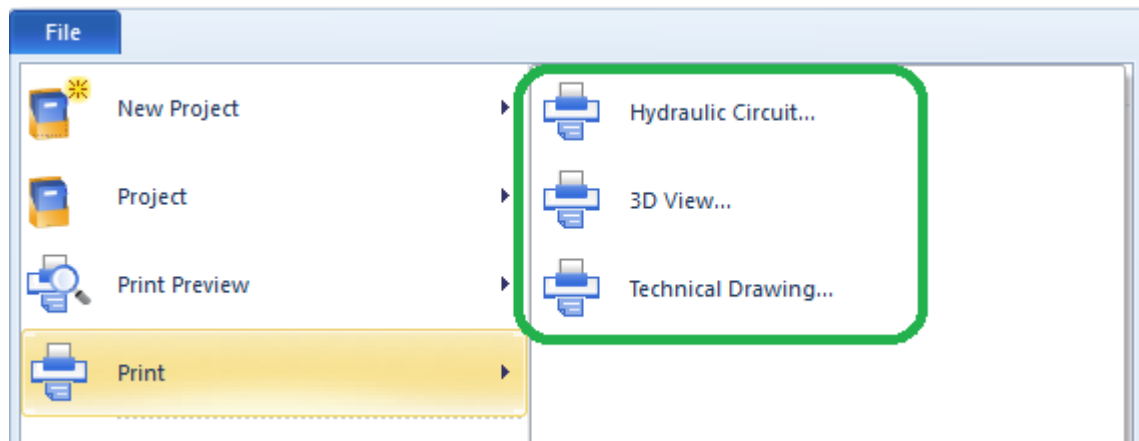 File
New Project
Project
Print Preview
Print
Hydraulic Circuit...
3D View...
Technical Drawing...